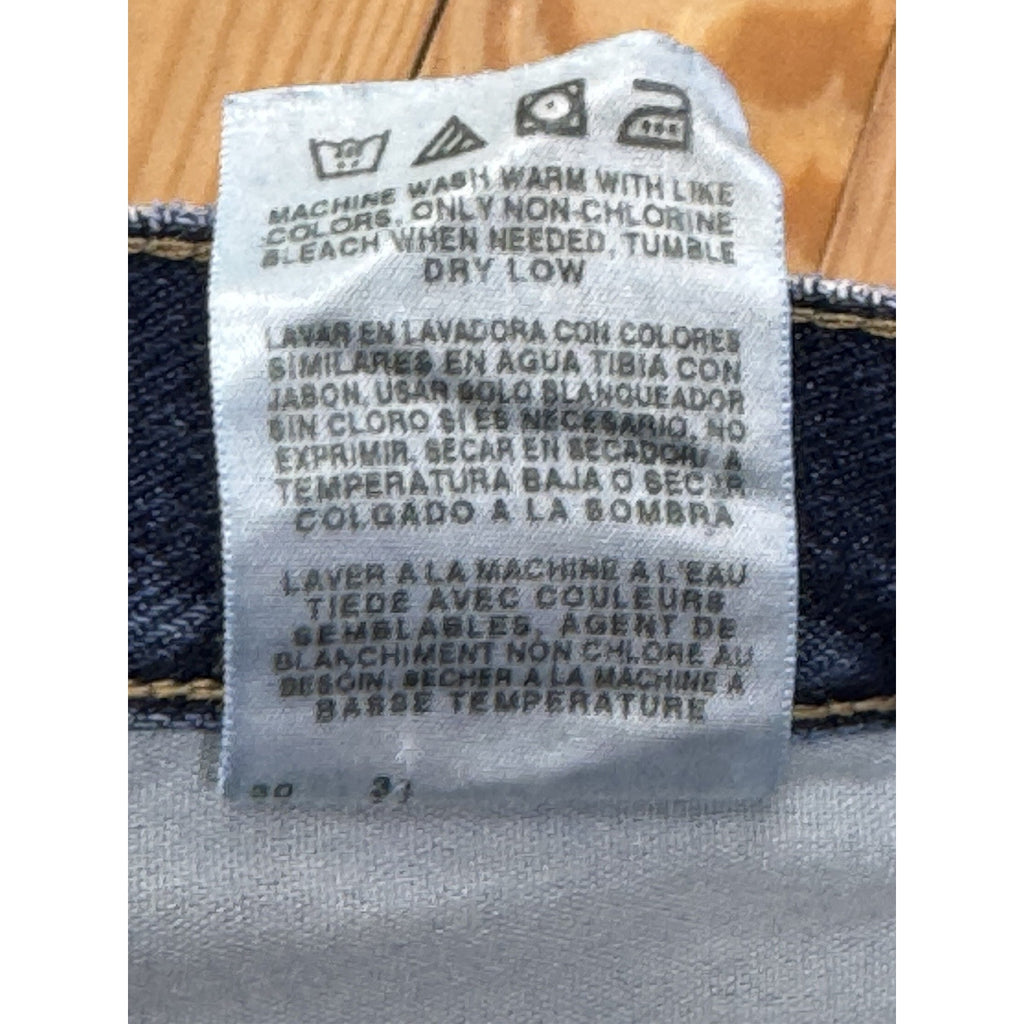 MACHINE WASH WARM WITH LIKE
COLORS, ONLY NON-CHLORINE
BLEACH WHEN NEEDED, TUMBLE
DRY LOW
LAVAR EN LAVADORA CON COLORES
SIMILARES EN AGUA TIBIA CON
JABON, USAR SOLO BLANQUEADOR
SIN CLORO SI ES NECESARIO, NO
EXPRIMIR. SECAR EN SECADORA A
TEMPERATURA BAJA O SECAR
COLGADO A LA SOMBRA
LAVER A LA MACHINE A L'EAU
TIEDE AVEC COULEURS
SEMBLABLES, AGENT DE
BLANCHIMENT NON CHLORE AU
BESOIN, SECHER A LA MACHINE A
BASSE TEMPERATURE